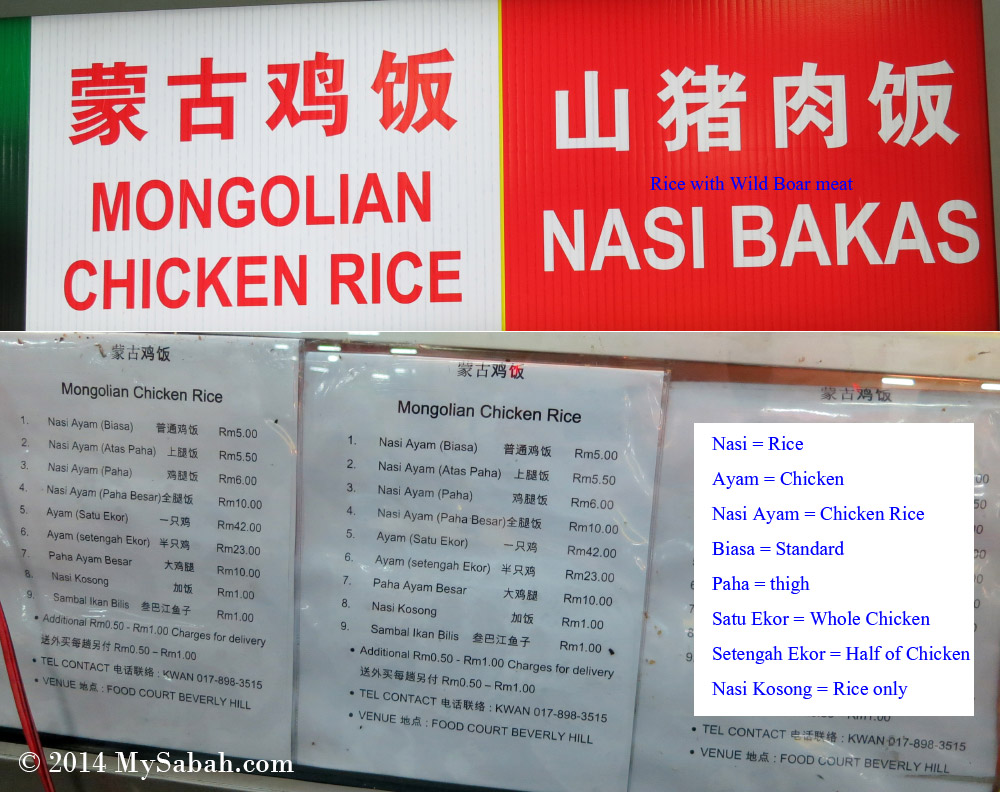 蒙古鸡饭
MONGOLIAN
CHICKEN RICE
山猪肉饭
Rice with Wild Boar meat
NASI BAKAS
蒙古鸡饭
Mongolian Chicken Rice
1. Nasi Ayam (Biasa) 普通鸡饭 Rm5.00
2. Nasi Ayam (Atas Paha) 上腿饭 Rm5.50
3. Nasi Ayam (Paha) 鸡腿饭 Rm6.00
4. Nasi Ayam (Paha Besar)全腿饭 Rm10.00
5. Ayam (Satu Ekor) 一只鸡 Rm42.00
6. Ayam (setengah Ekor) 半只鸡 Rm23.00
7. Paha Ayam Besar 大鸡腿 Rm10.00
8. Nasi Kosong 加饭 Rm1.00
9. Sambal Ikan Bilis 叁巴江鱼子 Rm1.00
• Additional Rm0.50 - Rm1.00 Charges for delivery
送外买每趟另付 Rm0.50 – Rm1.00
• TEL CONTACT 电话联络 : KWAN 017-898-3515
• VENUE 地点 : FOOD COURT BEVERLY HILL
蒙古鸡饭
Mongolian Chicken Rice
1. Nasi Ayam (Biasa) 普通鸡饭 Rm5.00
2. Nasi Ayam (Atas Paha) 上腿饭 Rm5.50
3. Nasi Ayam (Paha) 鸡腿饭 Rm6.00
4. Nasi Ayam (Paha Besar)全腿饭 Rm10.00
5. Ayam (Satu Ekor) 一只鸡 Rm42.00
6. Ayam (setengah Ekor) 半只鸡 Rm23.00
7. Paha Ayam Besar 大鸡腿 Rm10.00
8. Nasi Kosong 加饭 Rm1.00
9. Sambal Ikan Bilis 叁巴江鱼子 Rm1.00
• Additional Rm0.50 - Rm1.00 Charges for delivery
送外买每趟另付 Rm0.50 – Rm1.00
• TEL CONTACT 电话联络 : KWAN 017-898-3515
• VENUE 地点 : FOOD COURT BEVERLY HILL
蒙古鸡饭
Nasi = Rice
Ayam = Chicken
Nasi Ayam = Chicken Rice
Biasa = Standard
Paha = thigh
Satu Ekor = Whole Chicken
Setengah Ekor = Half of Chicken
Nasi Kosong = Rice only
• TEL CONTACT 电话联络 : KWAN 017-898-3515
• VENUE 地点 : FOOD COURT BEVERLY HILL
© 2014 MySabah.com